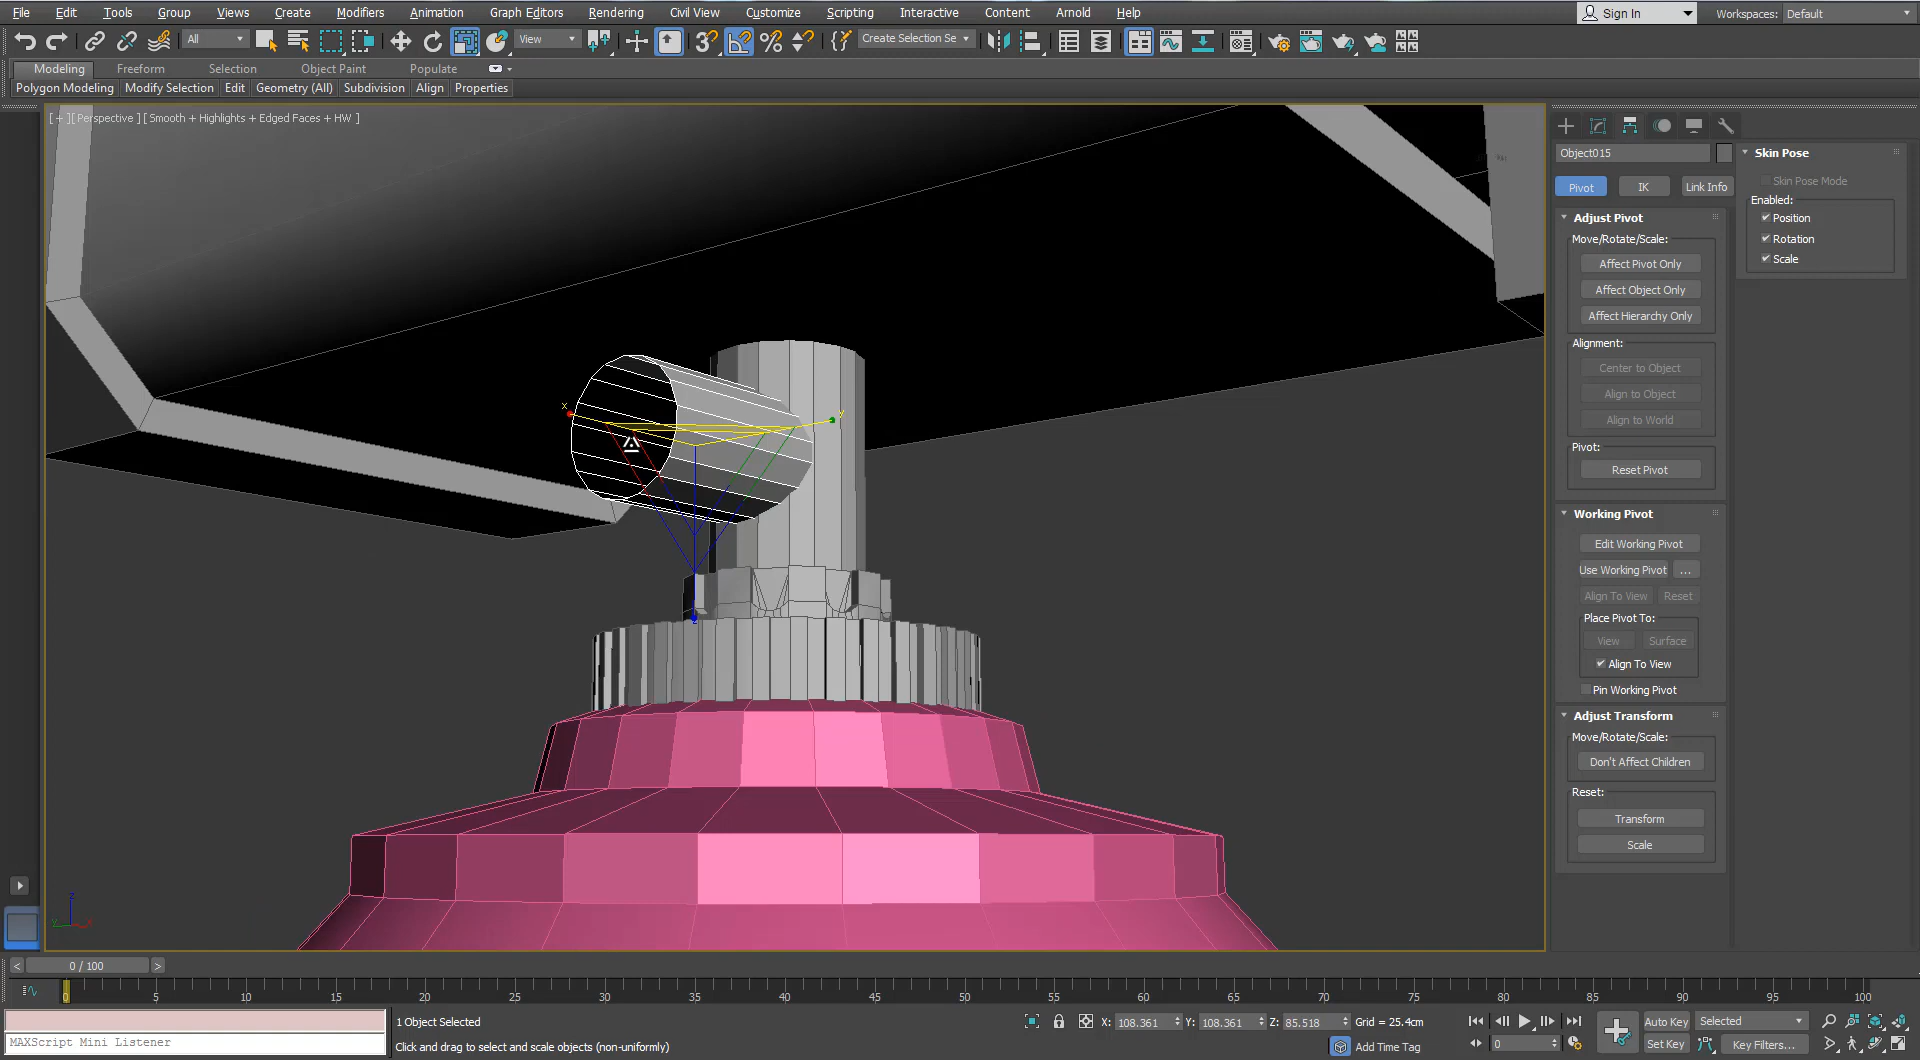 File Edit Tools Group Views Create Modifiers Animation Graph Editors Rendering Civil View Customize Scripting Interactive Content Arnold Help Sign In Workspaces: Default
All View 3 Create Selection Se
Modeling Freeform Selection Object Paint Populate
Polygon Modeling Modify Selection Edit Geometry (All) Subdivision Align Properties
[ + ][ Perspective ] [ Smooth + Highlights + Edged Faces + HW ]
Object015
Pivot IK Link Info
Adjust Pivot
Move/Rotate/Scale:
Affect Pivot Only
Affect Object Only
Affect Hierarchy Only
Alignment:
Center to Object
Align to Object
Align to World
Pivot:
Reset Pivot
Working Pivot
Edit Working Pivot
Use Working Pivot ...
Align To View Reset
Place Pivot To:
View Surface
Align To View
Pin Working Pivot
Adjust Transform
Move/Rotate/Scale:
Don't Affect Children
Reset:
Transform
Scale
Skin Pose
Skin Pose Mode
Enabled:
Position
Rotation
Scale
x y
z
z y x
< 0 / 100 >
0 5 10 15 20 25 30 35 40 45 50 55 60 65 70 75 80 85 90 95 100
1 Object Selected X: 108.361 Y: 108.361 Z: 85.518 Grid = 25.4cm Auto Key Selected
MAXScript Mini Listener Click and drag to select and scale objects (non-uniformly) Add Time Tag 0 Set Key Key Filters...